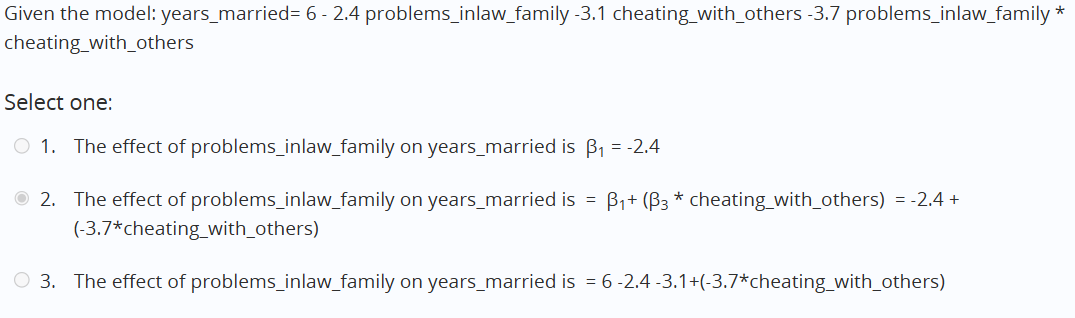 Given the model: years_married= 6 - 2.4 problems_inlaw_family -3.1 cheating_with_others -3.7 problems_inlaw_family *
cheating_with_others
Select one:
1. The effect of problems_inlaw_family on years_married is β₁ = -2.4
2. The effect of problems_inlaw_family on years_married is = β₁+ (β₃ * cheating_with_others) = -2.4 +
(-3.7*cheating_with_others)
3. The effect of problems_inlaw_family on years_married is = 6 -2.4 -3.1+(-3.7*cheating_with_others)